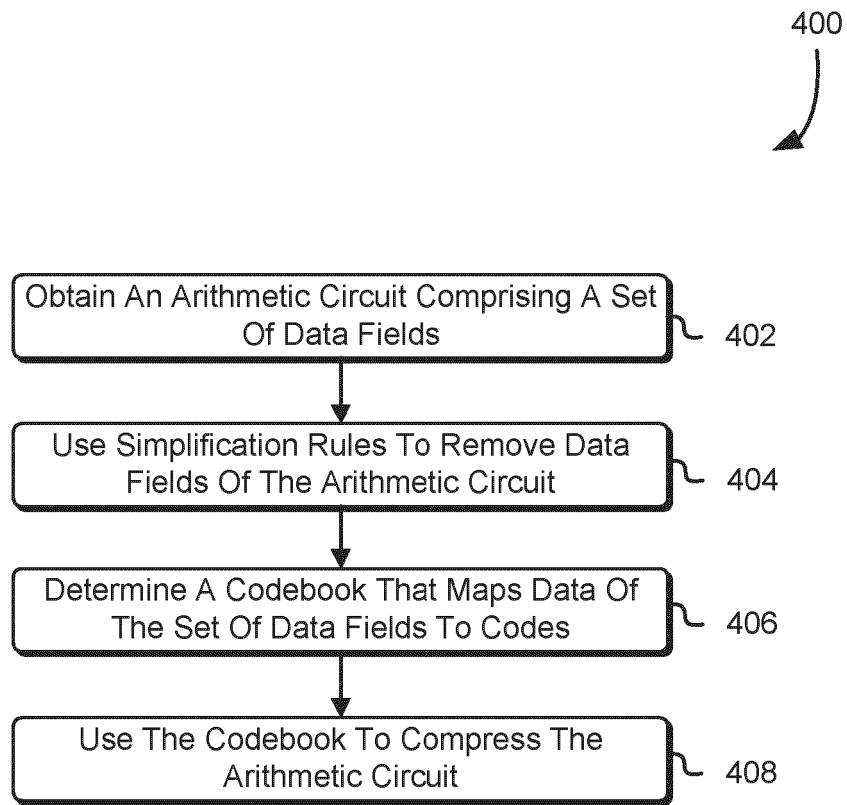 400
Obtain An Arithmetic Circuit Comprising A Set
Of Data Fields
402
Use Simplification Rules To Remove Data
Fields Of The Arithmetic Circuit
404
Determine A Codebook That Maps Data Of
The Set Of Data Fields To Codes
406
Use The Codebook To Compress The
Arithmetic Circuit
408